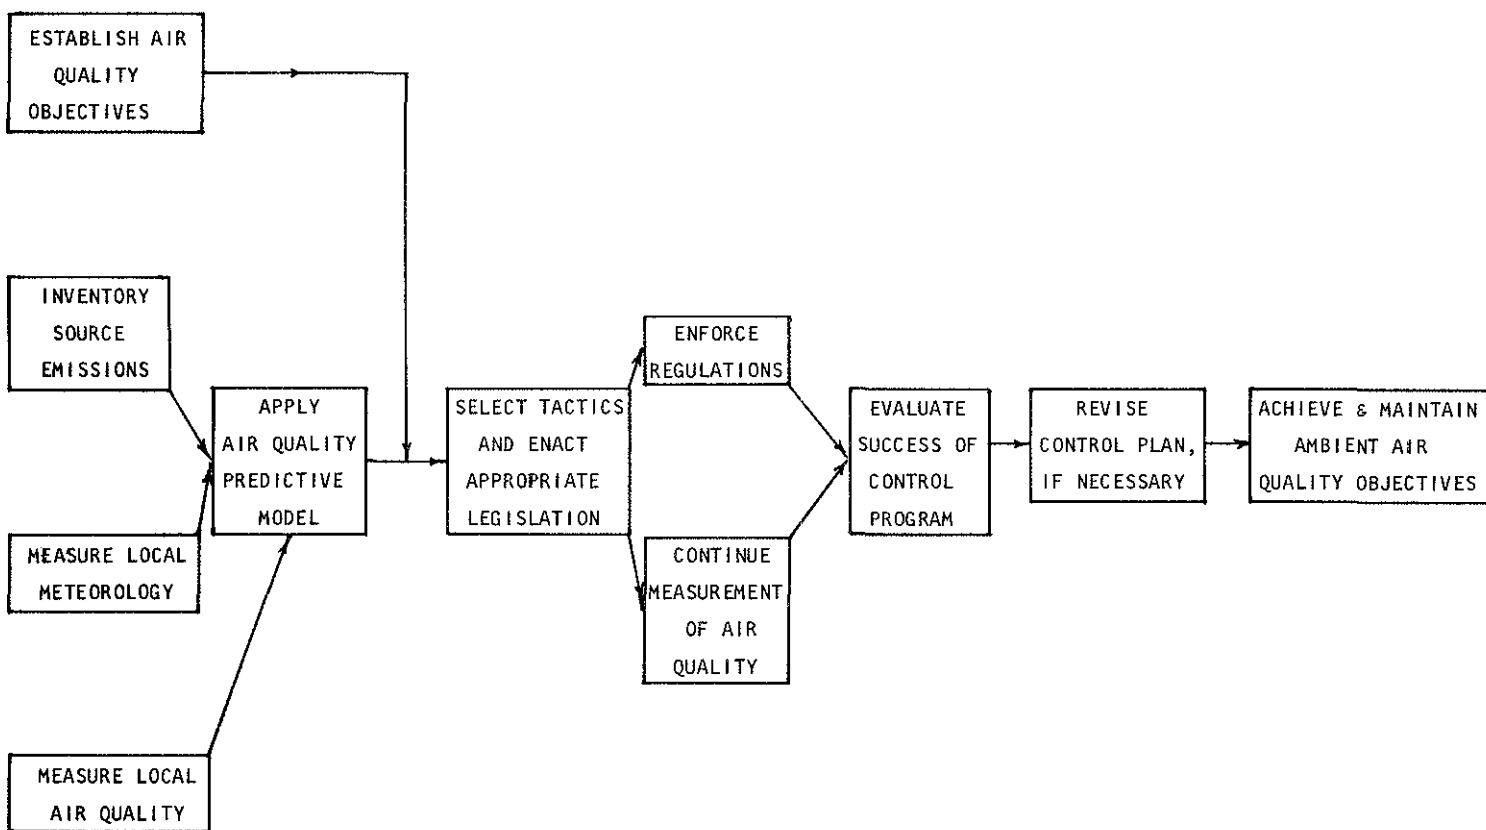 ESTABLISH AIR
QUALITY
OBJECTIVES
INVENTORY
SOURCE
EMISSIONS
MEASURE LOCAL
METEOROLOGY
MEASURE LOCAL
AIR QUALITY
APPLY
AIR QUALITY
PREDICTIVE
MODEL
SELECT TACTICS
AND ENACT
APPROPRIATE
LEGISLATION
ENFORCE
REGULATIONS
CONTINUE
MEASUREMENT
OF AIR
QUALITY
EVALUATE
SUCCESS OF
CONTROL
PROGRAM
REVISE
CONTROL PLAN,
IF NECESSARY
ACHIEVE & MAINTAIN
AMBIENT AIR
QUALITY OBJECTIVES